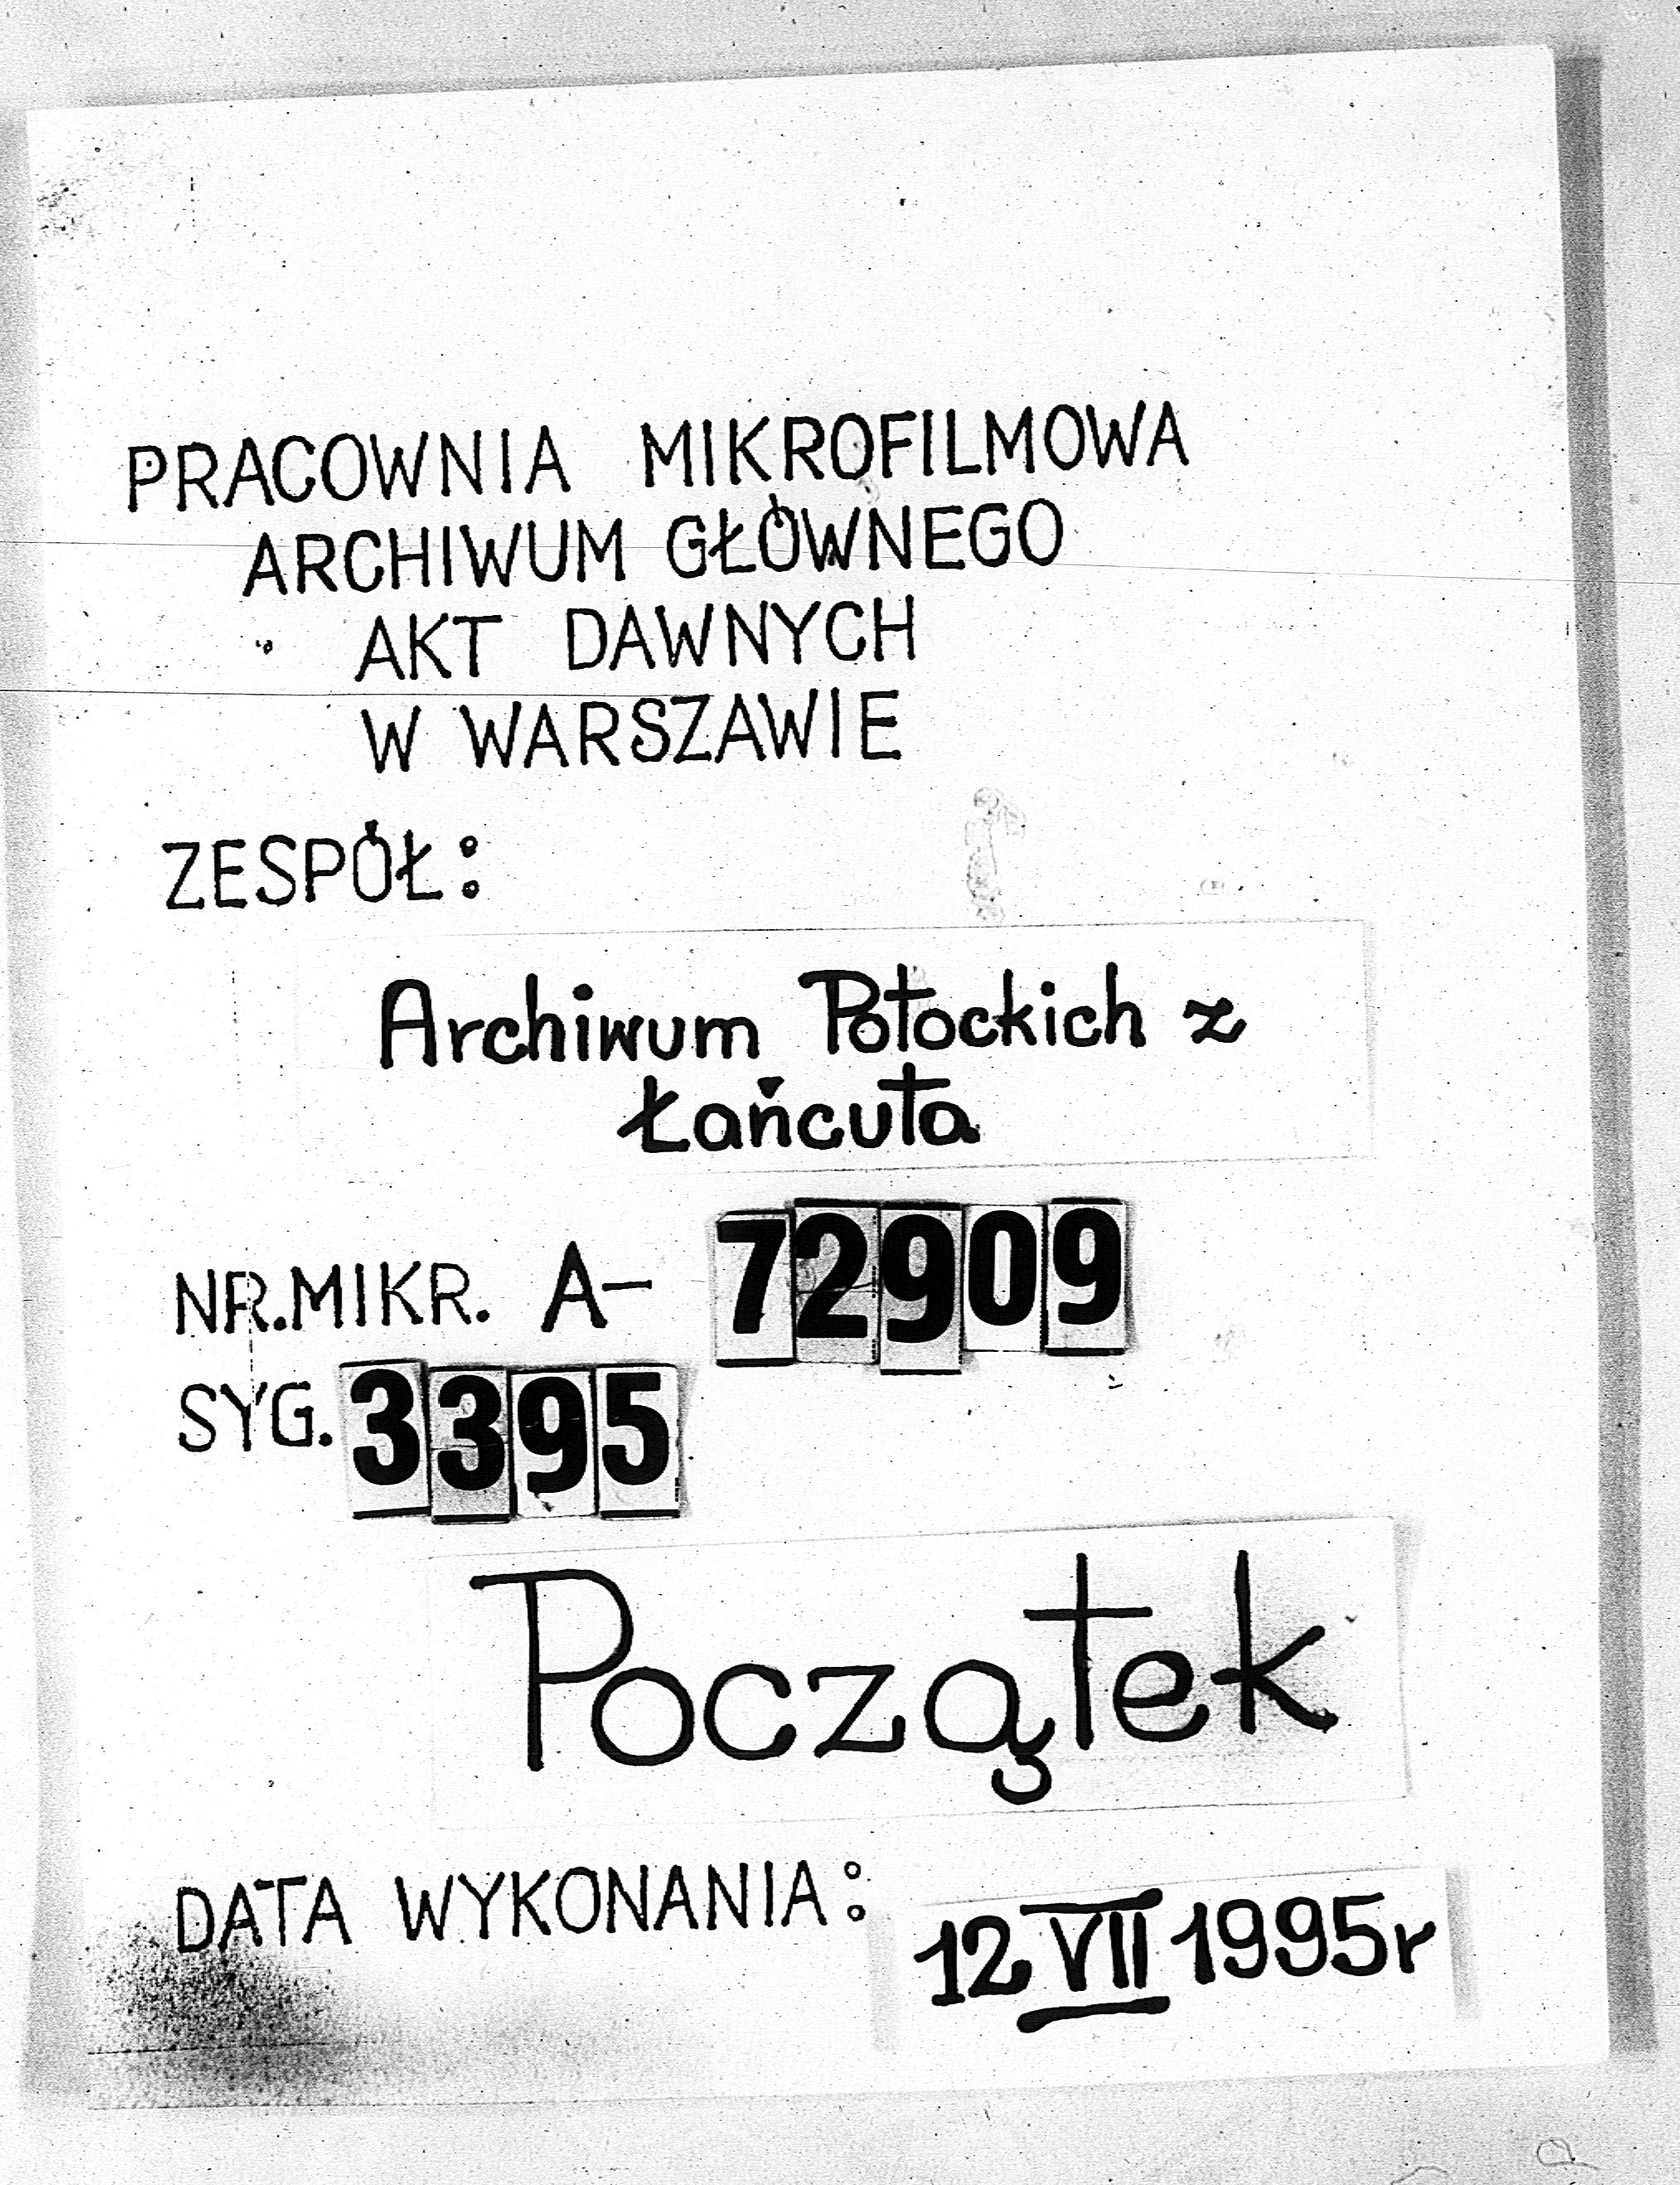 PRACOWNIA MIKROFILMOWA
ARCHIWUM GŁÓWNEGO
AKT DAWNYCH
W WARSZAWIE
ZESPÓŁ:
Archiwum Potockich z
Łańcuta
NR.MIKR. A- 72909
SYG. 3395
Początek
DATA WYKONANIA: 12 VII 1995r